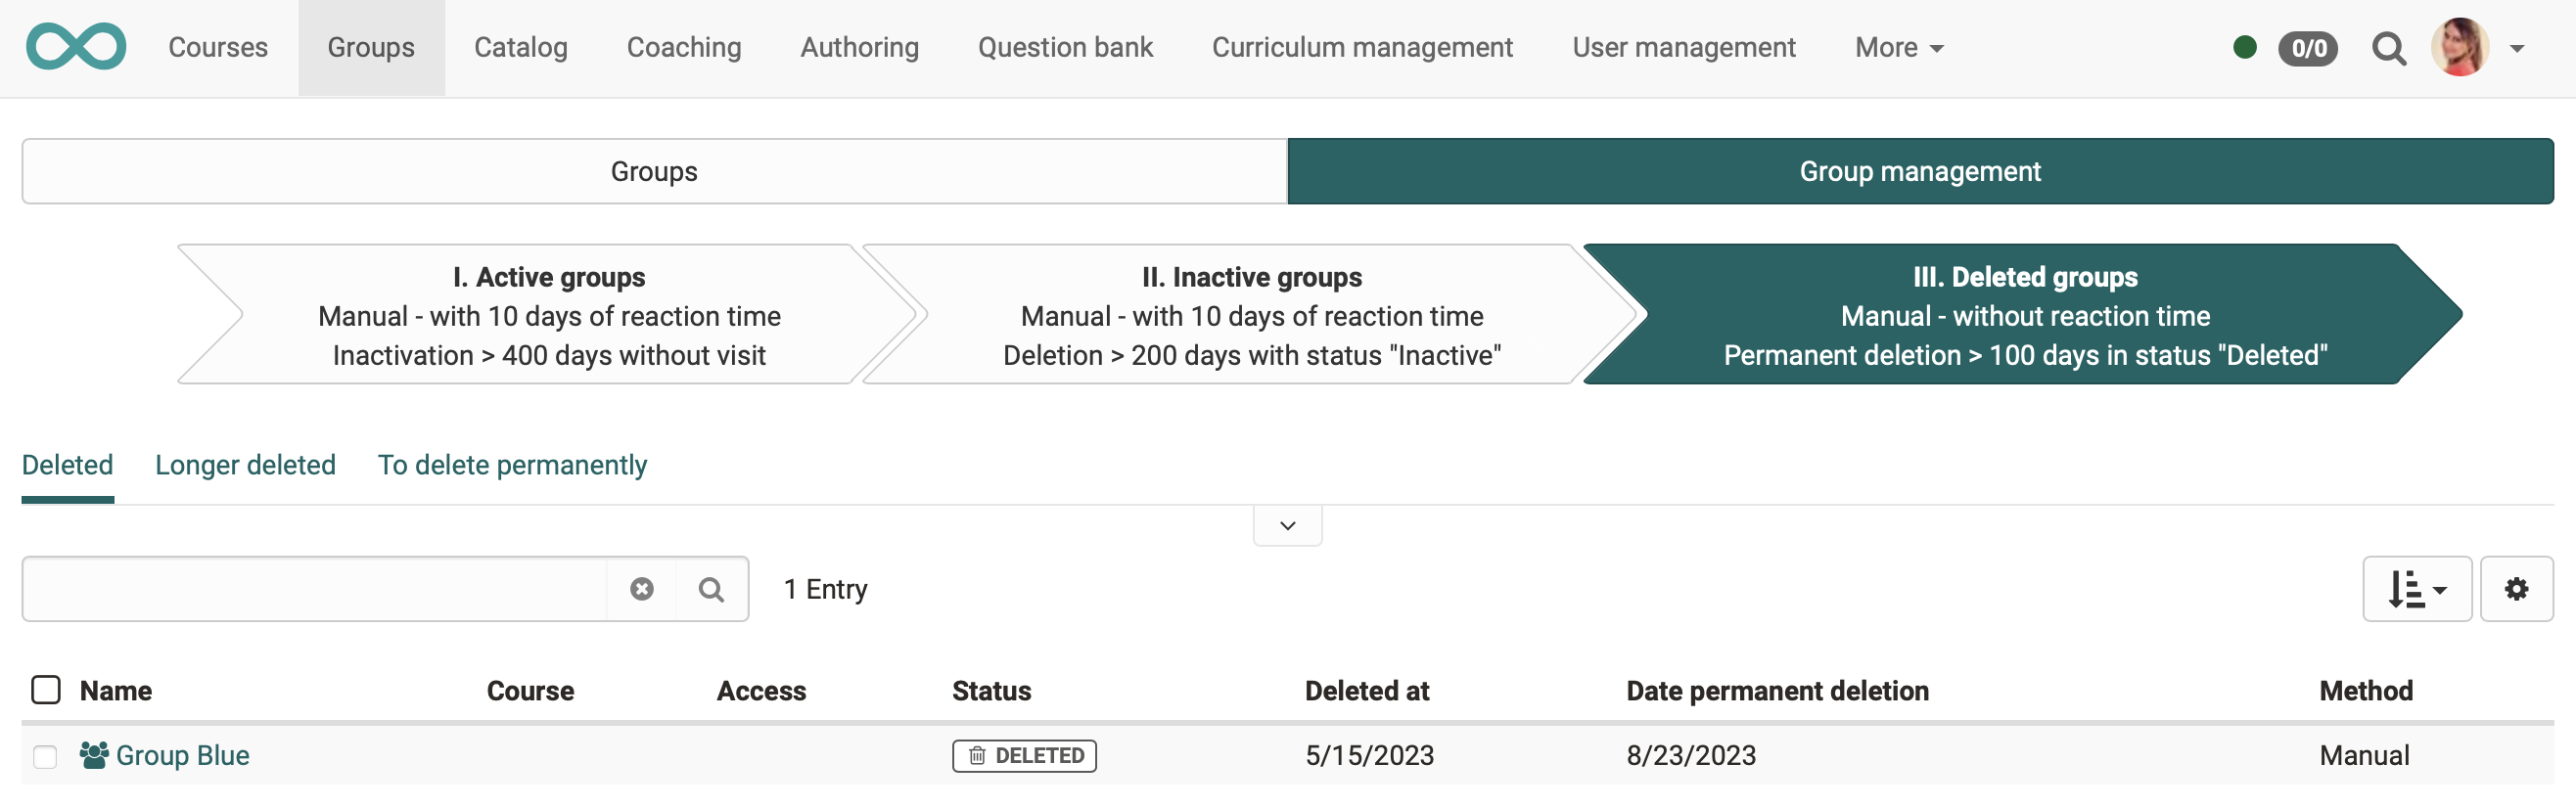 Courses Groups Catalog Coaching Authoring Question bank Curriculum management User management More 0/0
Groups Group management
I. Active groups
Manual - with 10 days of reaction time
Inactivation > 400 days without visit
II. Inactive groups
Manual - with 10 days of reaction time
Deletion > 200 days with status "Inactive"
III. Deleted groups
Manual - without reaction time
Permanent deletion > 100 days in status "Deleted"
Deleted Longer deleted To delete permanently
1 Entry
Name Course Access Status Deleted at Date permanent deletion Method
Group Blue DELETED 5/15/2023 8/23/2023 Manual